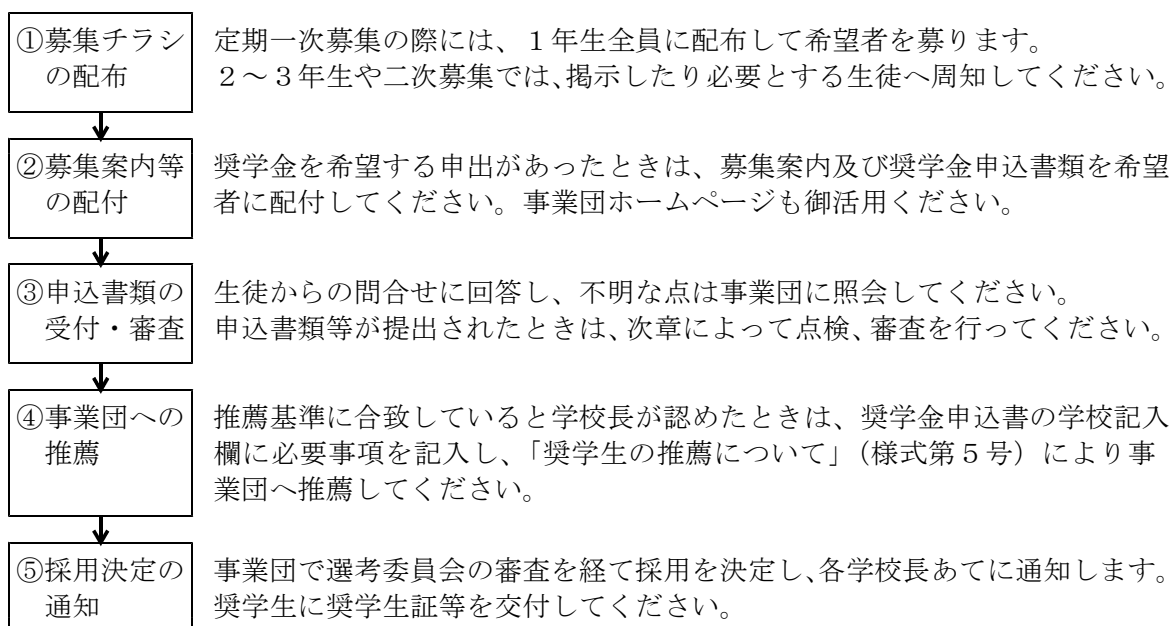 ①募集チラシ
の配布
定期一次募集の際には、１年生全員に配布して希望者を募ります。
２～３年生や二次募集では、掲示したり必要とする生徒へ周知してください。
②募集案内等
の配付
奨学金を希望する申出があったときは、募集案内及び奨学金申込書類を希望
者に配付してください。事業団ホームページも御活用ください。
③申込書類の
受付・審査
生徒からの問合せに回答し、不明な点は事業団に照会してください。
申込書類等が提出されたときは、次章によって点検、審査を行ってください。
④事業団への
推薦
推薦基準に合致していると学校長が認めたときは、奨学金申込書の学校記入
欄に必要事項を記入し、「奨学生の推薦について」（様式第５号）により事
業団へ推薦してください。
⑤採用決定の
通知
事業団で選考委員会の審査を経て採用を決定し、各学校長あてに通知します。
奨学生に奨学生証等を交付してください。